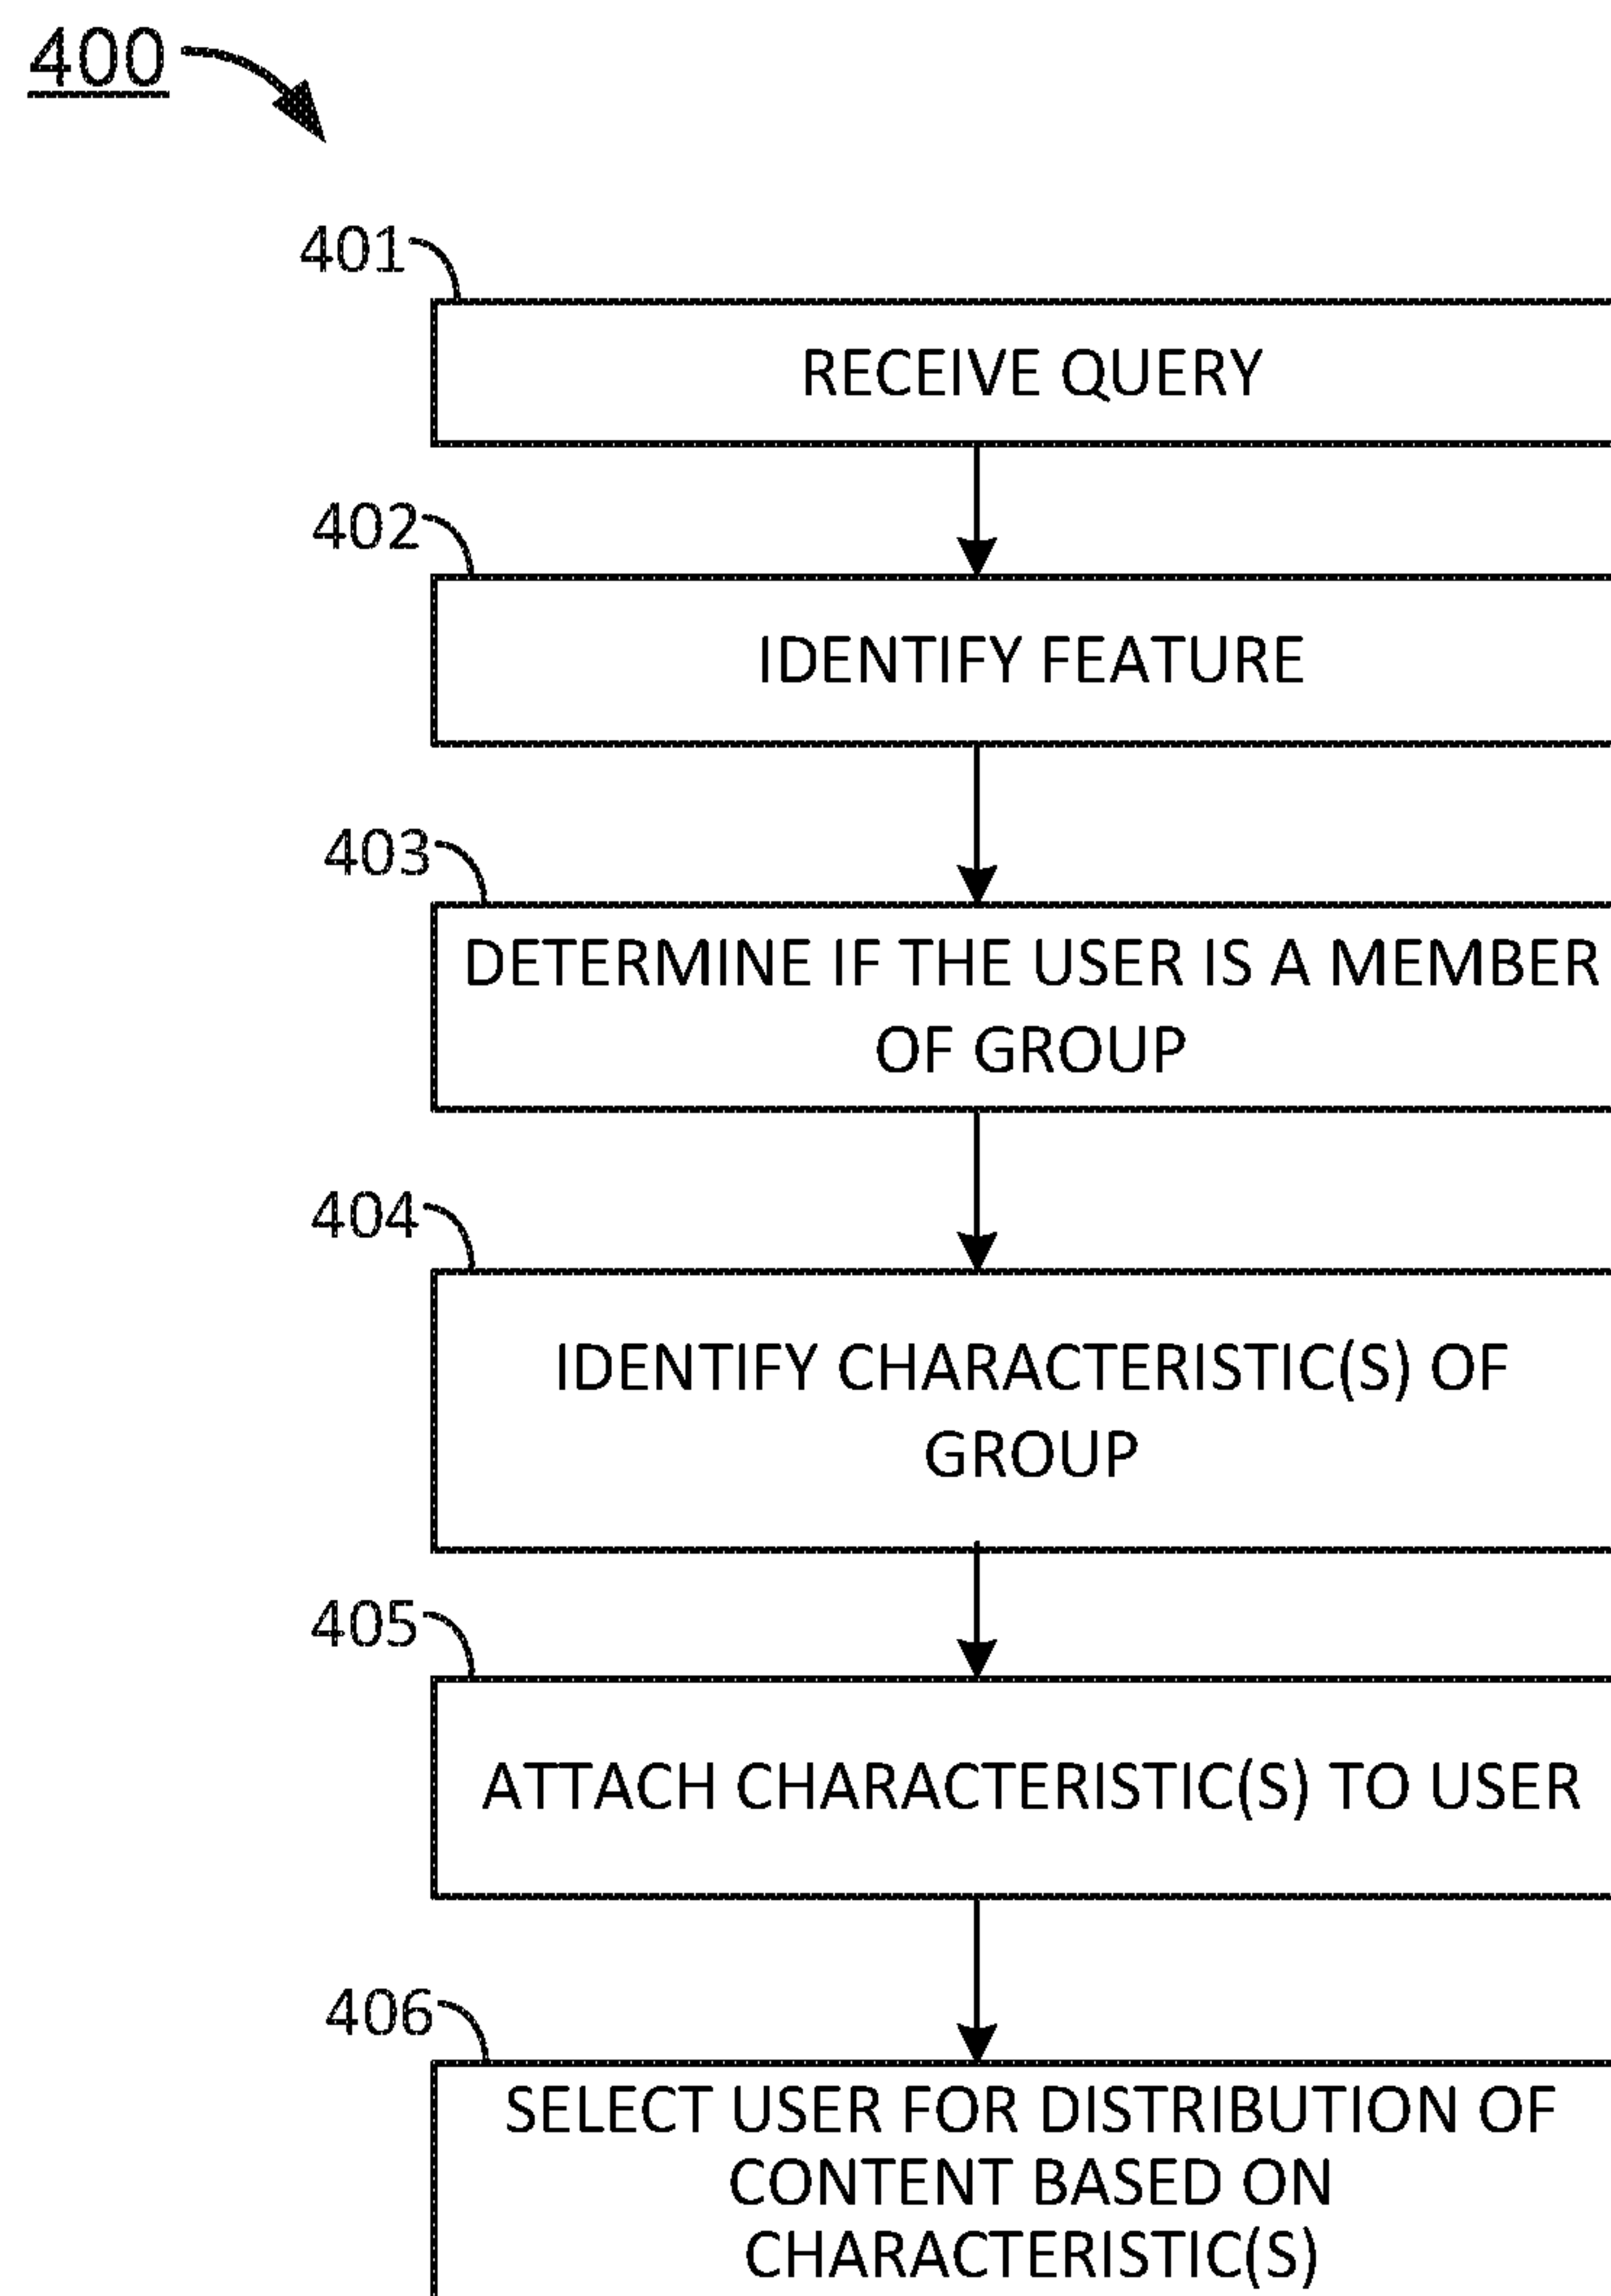 400
401
RECEIVE QUERY
402
IDENTIFY FEATURE
403
DETERMINE IF THE USER IS A MEMBER
OF GROUP
404
IDENTIFY CHARACTERISTIC(S) OF
GROUP
405
ATTACH CHARACTERISTIC(S) TO USER
406
SELECT USER FOR DISTRIBUTION OF
CONTENT BASED ON
CHARACTERISTIC(S)